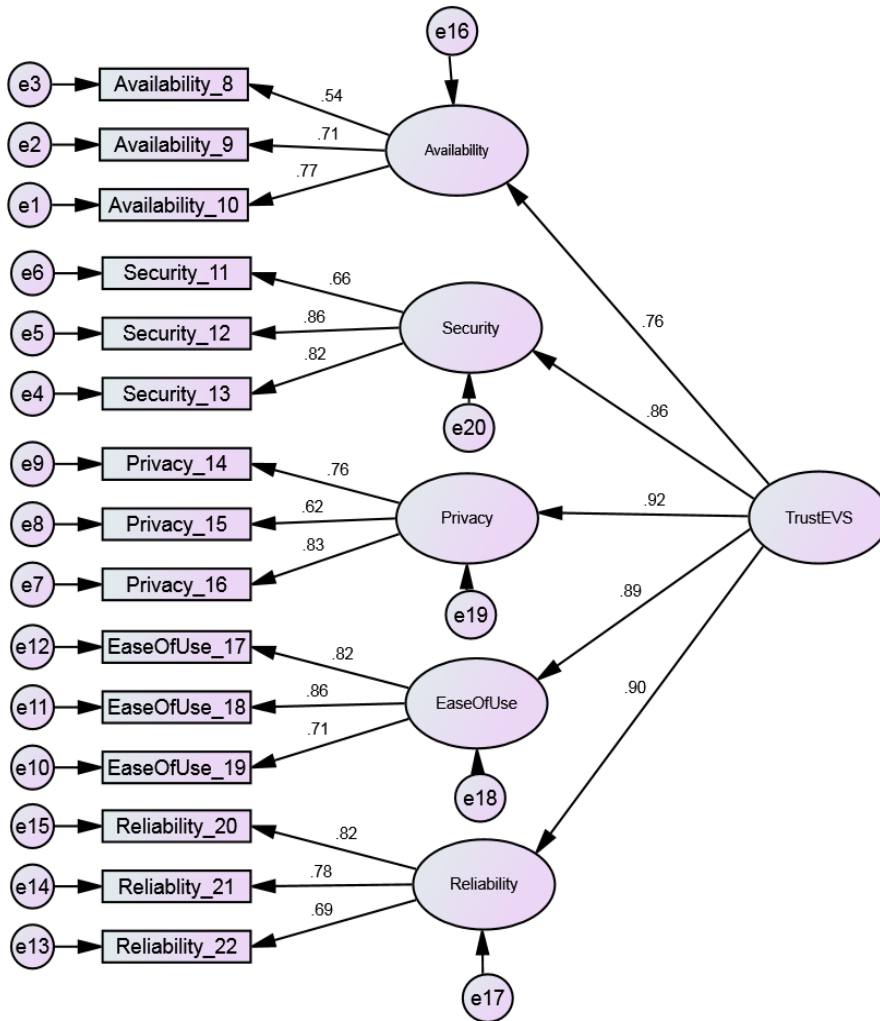 e16
e3
Availability_8
.54
e2
Availability_9
.71
Availability
e1
Availability_10
.77
e6
Security_11
.66
e5
Security_12
.86
Security
e4
Security_13
.82
e20
e9
Privacy_14
.76
e8
Privacy_15
.62
Privacy
e7
Privacy_16
.83
e19
e12
EaseOfUse_17
.82
e11
EaseOfUse_18
.86
EaseOfUse
e10
EaseOfUse_19
.71
e18
e15
Reliability_20
.82
e14
Reliablity_21
.78
Reliability
e13
Reliability_22
.69
e17
.76
.86
.92
.89
.90
TrustEVS